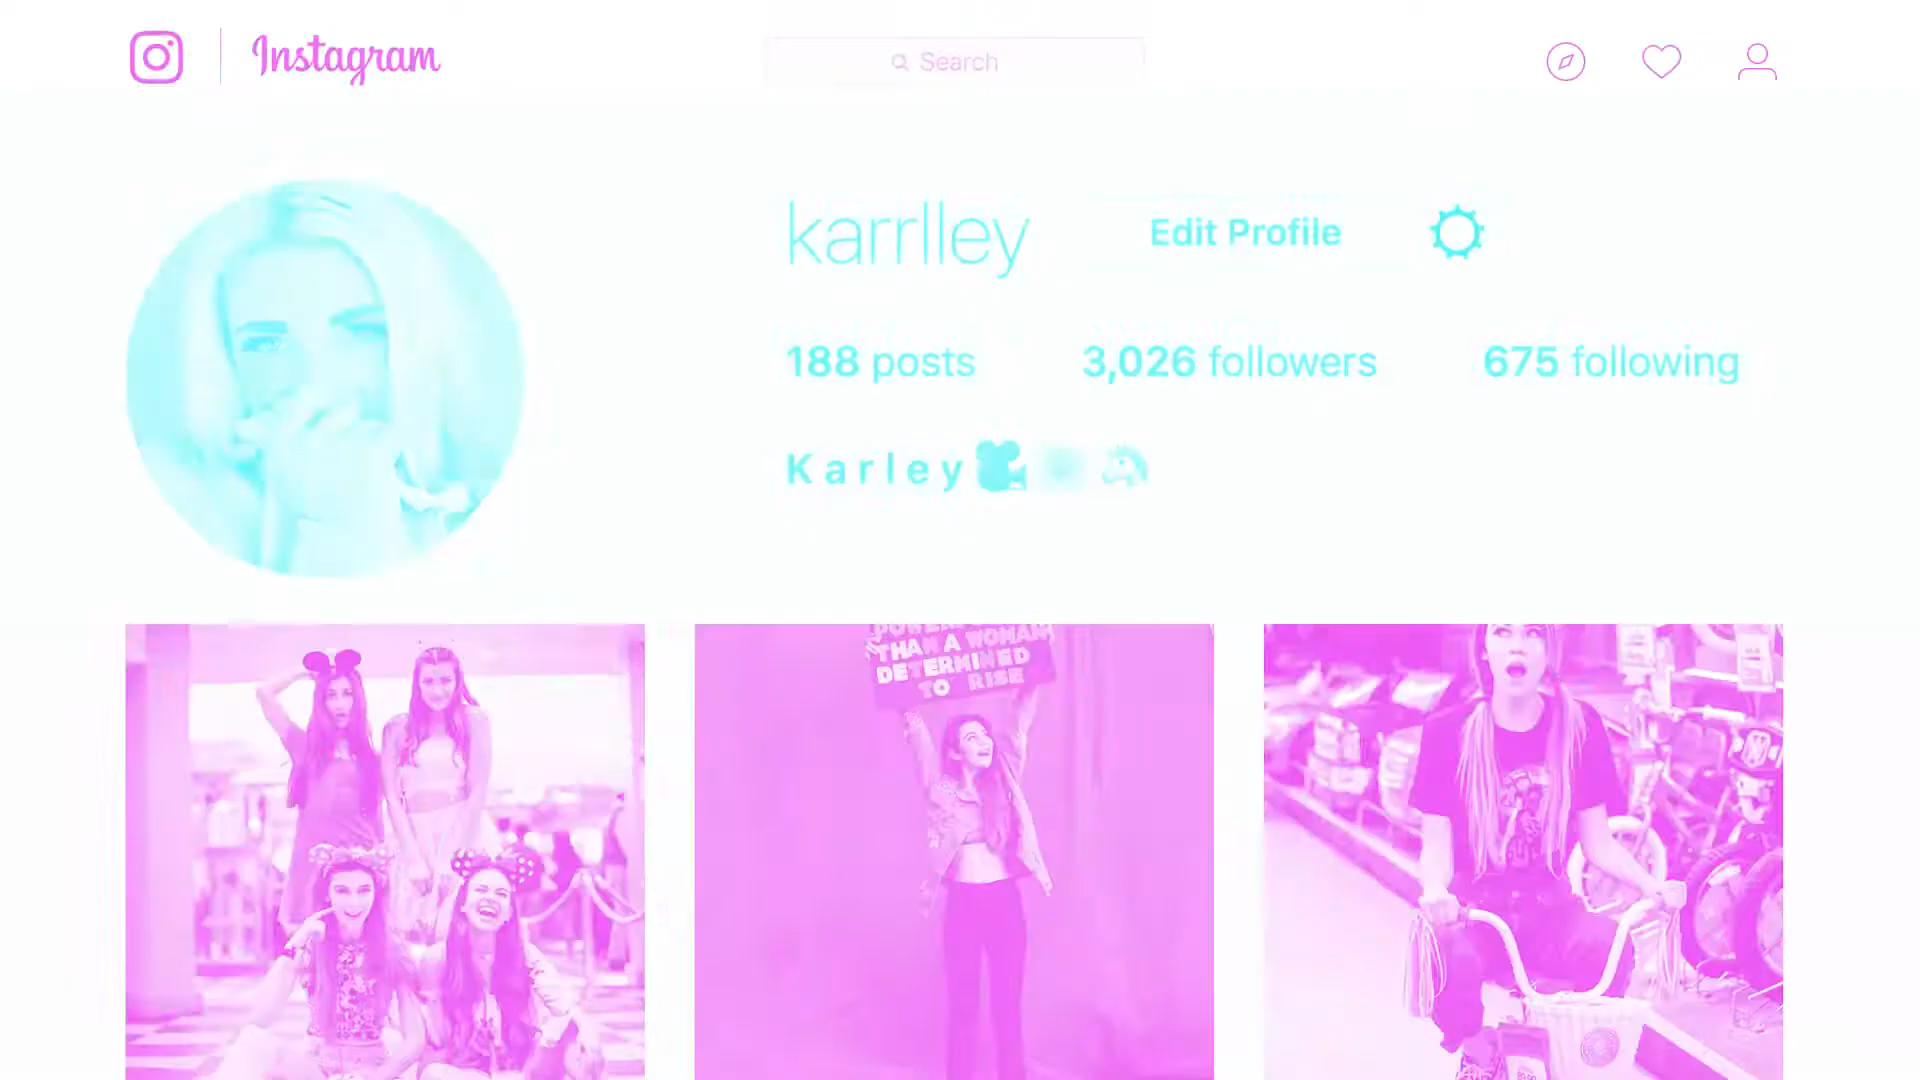 Instagram
Search
karrlley
Edit Profile
188 posts
3,026 followers
675 following
Karley
THAN A WOMAN
DETERMINED
TO RISE